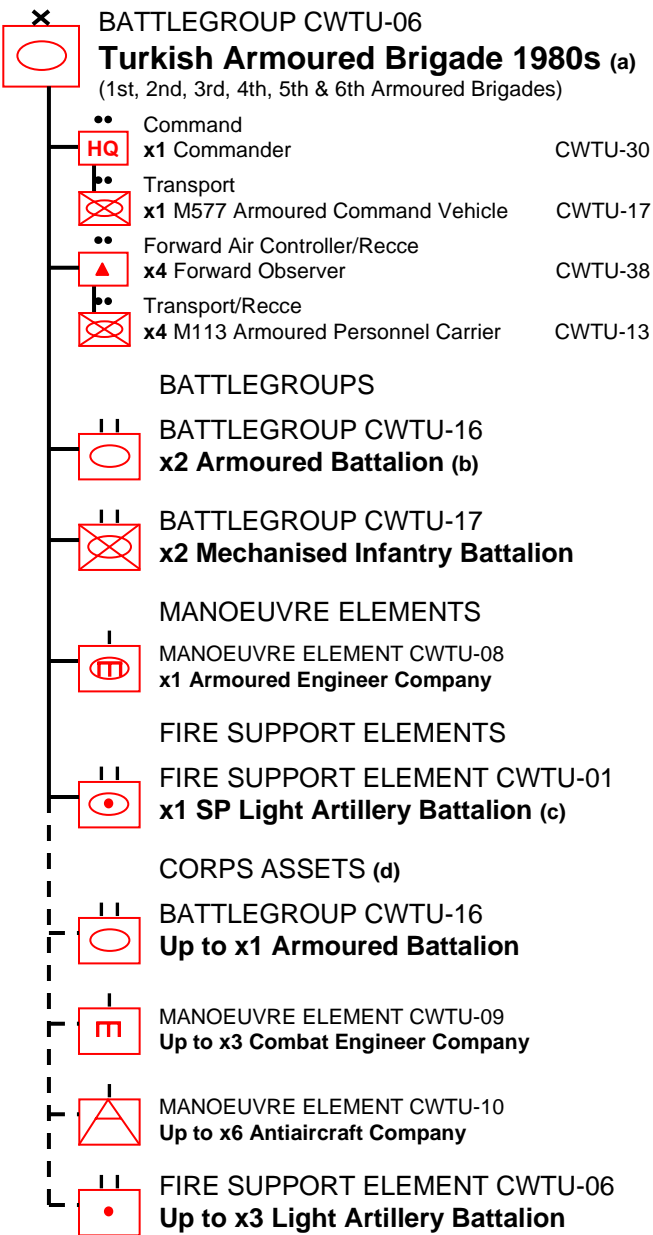 BATTLEGROUP CWTU-06
Turkish Armoured Brigade 1980s (a)
(1st, 2nd, 3rd, 4th, 5th & 6th Armoured Brigades)
Command
HQ
x1 Commander CWTU-30
Transport
x1 M577 Armoured Command Vehicle CWTU-17
Forward Air Controller/Recce
x4 Forward Observer CWTU-38
Transport/Recce
x4 M113 Armoured Personnel Carrier CWTU-13
BATTLEGROUPS
BATTLEGROUP CWTU-16
x2 Armoured Battalion (b)
BATTLEGROUP CWTU-17
x2 Mechanised Infantry Battalion
MANOEUVRE ELEMENTS
MANOEUVRE ELEMENT CWTU-08
x1 Armoured Engineer Company
FIRE SUPPORT ELEMENTS
FIRE SUPPORT ELEMENT CWTU-01
x1 SP Light Artillery Battalion (c)
CORPS ASSETS (d)
BATTLEGROUP CWTU-16
Up to x1 Armoured Battalion
MANOEUVRE ELEMENT CWTU-09
Up to x3 Combat Engineer Company
MANOEUVRE ELEMENT CWTU-10
Up to x6 Antiaircraft Company
FIRE SUPPORT ELEMENT CWTU-06
Up to x3 Light Artillery Battalion